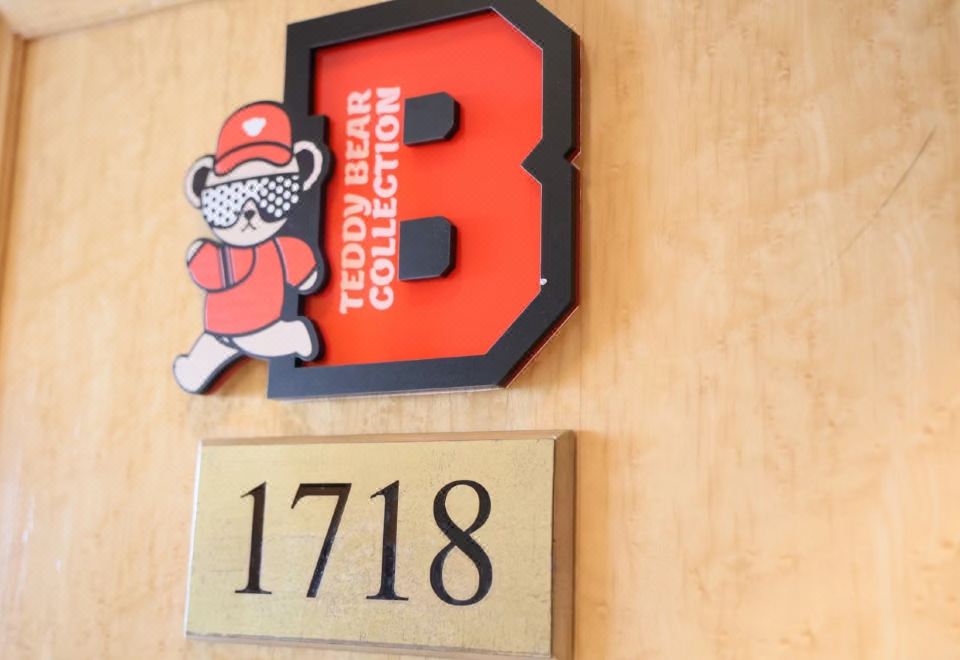 B
TEDDY BEAR
COLLECTION
1718